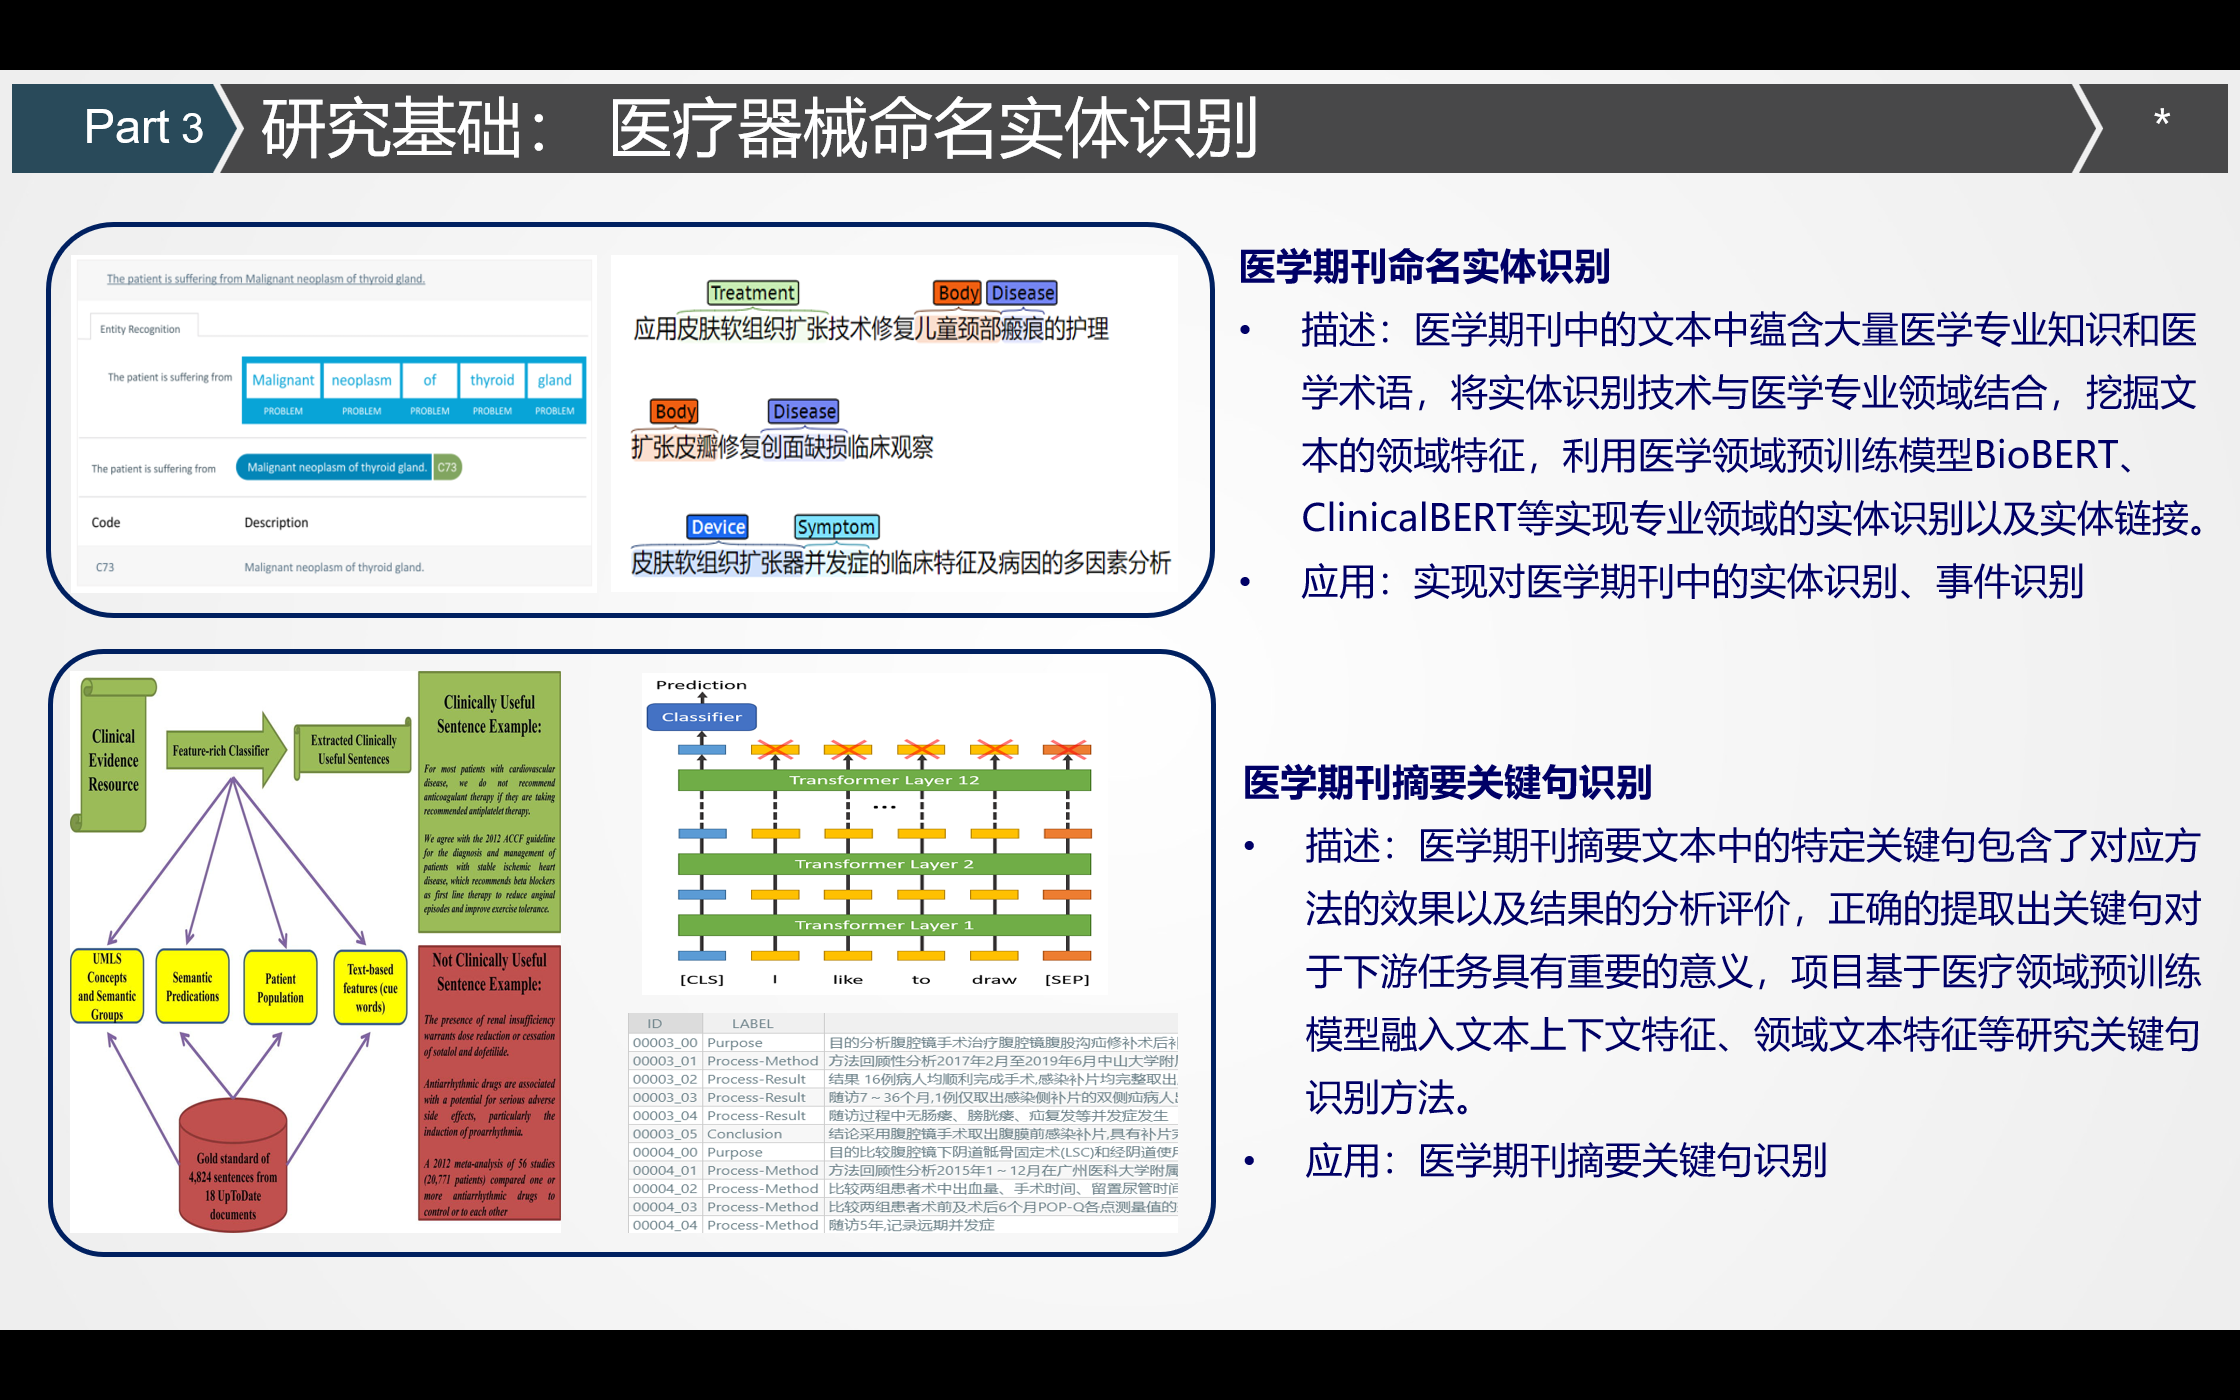 Part 3
研究基础： 医疗器械命名实体识别
*
The patient is suffering from Malignant neoplasm of thyroid gland.
Entity Recognition
The patient is suffering from
Malignant neoplasm of thyroid gland
PROBLEM PROBLEM PROBLEM PROBLEM PROBLEM
The patient is suffering from Malignant neoplasm of thyroid gland. C73
Code Description
C73 Malignant neoplasm of thyroid gland.
Treatment Body Disease
应用皮肤软组织扩张技术修复儿童颈部瘢痕的护理
Body Disease
扩张皮瓣修复创面缺损临床观察
Device Symptom
皮肤软组织扩张器并发症的临床特征及病因的多因素分析
医学期刊命名实体识别
• 描述：医学期刊中的文本中蕴含大量医学专业知识和医
学术语，将实体识别技术与医学专业领域结合，挖掘文
本的领域特征，利用医学领域预训练模型BioBERT、
ClinicalBERT等实现专业领域的实体识别以及实体链接。
• 应用：实现对医学期刊中的实体识别、事件识别
Clinical
Evidence
Resource
Feature-rich Classifier
Extracted Clinically
Useful Sentences
UMLS
Concepts
and Semantic
Groups
Semantic
Predications
Patient
Population
Text-based
features (cue
words)
Gold standard of
4,824 sentences from
18 UpToDate
documents
Clinically Useful
Sentence Example:
For most patients with cardiovascular
disease, we do not recommend
anticoagulant therapy if they are taking
recommended antiplatelet therapy.
We agree with the 2012 ACCF guideline
for the diagnosis and management of
patients with stable ischemic heart
disease, which recommends beta blockers
as first line therapy to reduce anginal
episodes and improve exercise tolerance.
Not Clinically Useful
Sentence Example:
The presence of renal insufficiency
warrants dose reduction or cessation
of sotalol and dofetilide.
Antiarrhythmic drugs are associated
with a potential for serious adverse
side effects, particularly the
induction of proarrhythmia.
A 2012 meta-analysis of 56 studies
(20,771 patients) compared one or
more antiarrhythmic drugs to
control or to each other
Prediction
Classifier
Transformer Layer 12
...
Transformer Layer 2
Transformer Layer 1
[CLS] I like to draw [SEP]
ID LABEL
00003_00 Purpose 目的分析腹腔镜手术治疗腹腔镜腹股沟疝修补术后补
00003_01 Process-Method 方法回顾性分析2017年2月至2019年6月中山大学附
00003_02 Process-Result 结果 16例病人均顺利完成手术,感染补片均完整取出
00003_03 Process-Result 随访7～36个月,1例仅取出感染侧补片的双侧疝病人
00003_04 Process-Result 随访过程中无肠瘘、膀胱瘘、疝复发等并发症发生
00003_05 Conclusion 结论采用腹腔镜手术取出腹膜前感染补片,具有补片
00004_00 Purpose 目的比较腹腔镜下阴道骶骨固定术(LSC)和经阴道使
00004_01 Process-Method 方法回顾性分析2015年1～12月在广州医科大学附属
00004_02 Process-Method 比较两组患者术中出血量、手术时间、留置尿管时间
00004_03 Process-Method 比较两组患者术前及术后6个月POP-Q各点测量值的
00004_04 Process-Method 随访5年,记录远期并发症
医学期刊摘要关键句识别
• 描述：医学期刊摘要文本中的特定关键句包含了对应方
法的效果以及结果的分析评价，正确的提取出关键句对
于下游任务具有重要的意义，项目基于医疗领域预训练
模型融入文本上下文特征、领域文本特征等研究关键句
识别方法。
• 应用：医学期刊摘要关键句识别